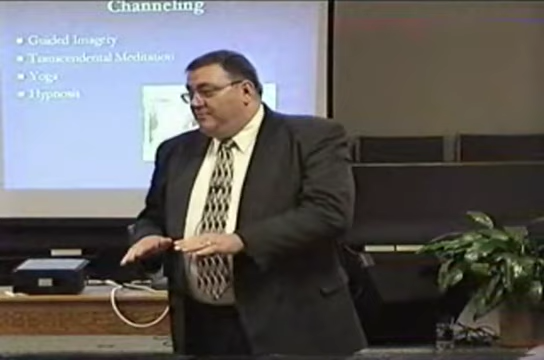 Channeling
Guided Imagery
Transcendental Meditation
Yoga
Hypnosis